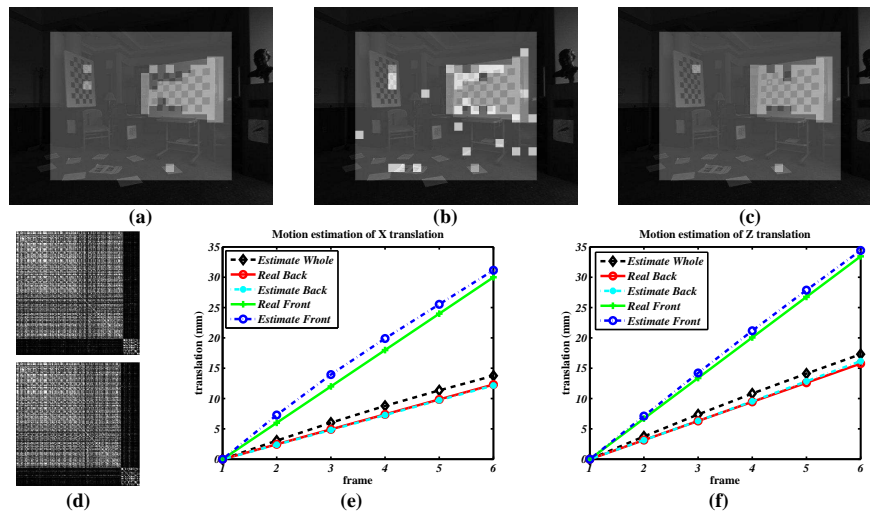 (a)
(b)
(c)
(d)
Motion estimation of X translation
35
30
25
20
15
10
5
0
translation (mm)
Estimate Whole
Real Back
Estimate Back
Real Front
Estimate Front
1 2 3 4 5 6
frame
(e)
Motion estimation of Z translation
35
30
25
20
15
10
5
0
translation (mm)
Estimate Whole
Real Back
Estimate Back
Real Front
Estimate Front
1 2 3 4 5 6
frame
(f)